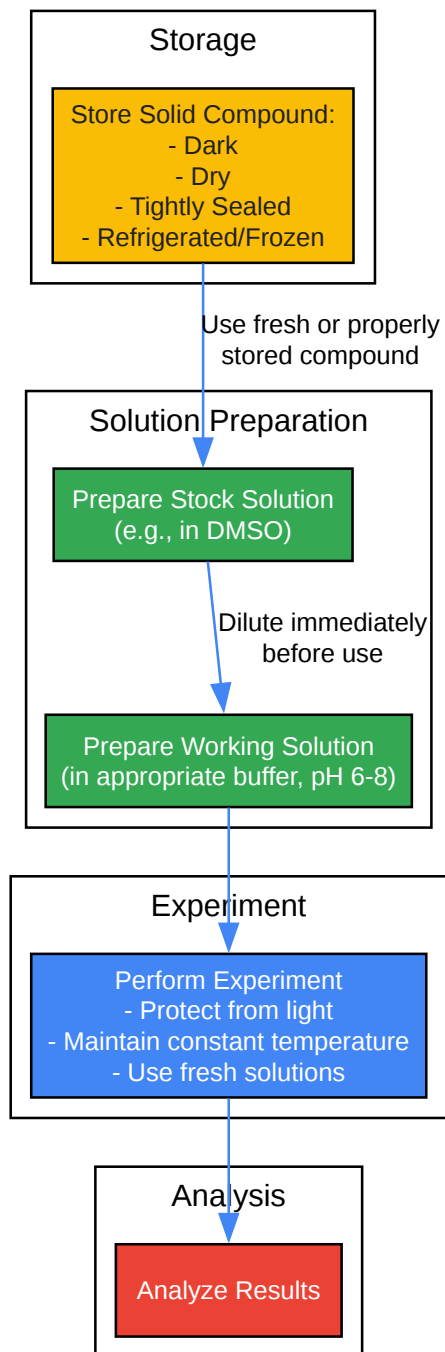 Storage
Store Solid Compound:
- Dark
- Dry
- Tightly Sealed
- Refrigerated/Frozen
Use fresh or properly
stored compound
Solution Preparation
Prepare Stock Solution
(e.g., in DMSO)
Dilute immediately
before use
Prepare Working Solution
(in appropriate buffer, pH 6-8)
Experiment
Perform Experiment
- Protect from light
- Maintain constant temperature
- Use fresh solutions
Analysis
Analyze Results